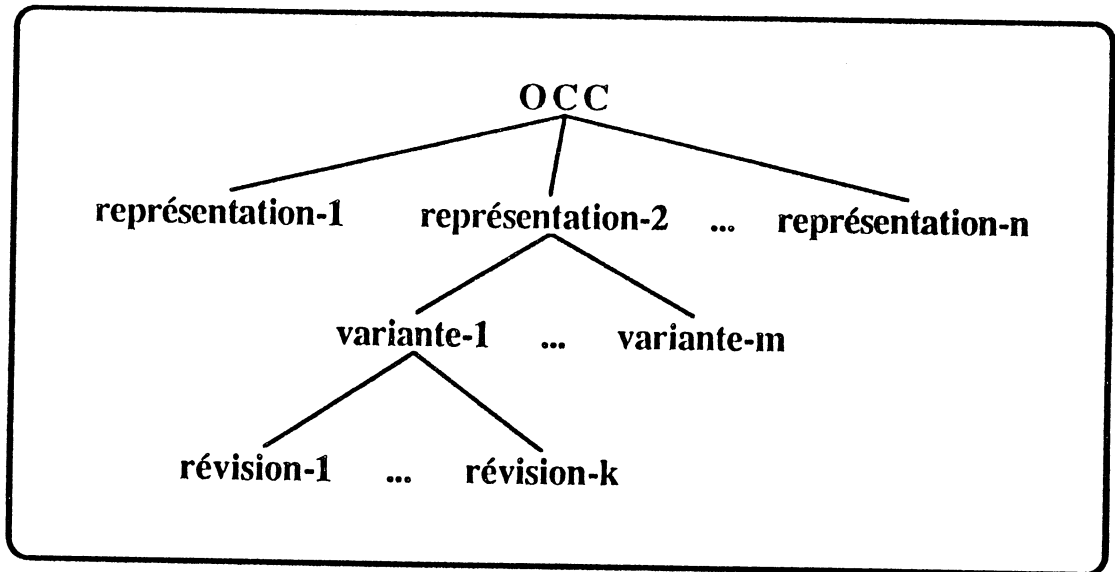 OCC
représentation-1 représentation-2 ... représentation-n
variante-1 ... variante-m
révision-1 ... révision-k